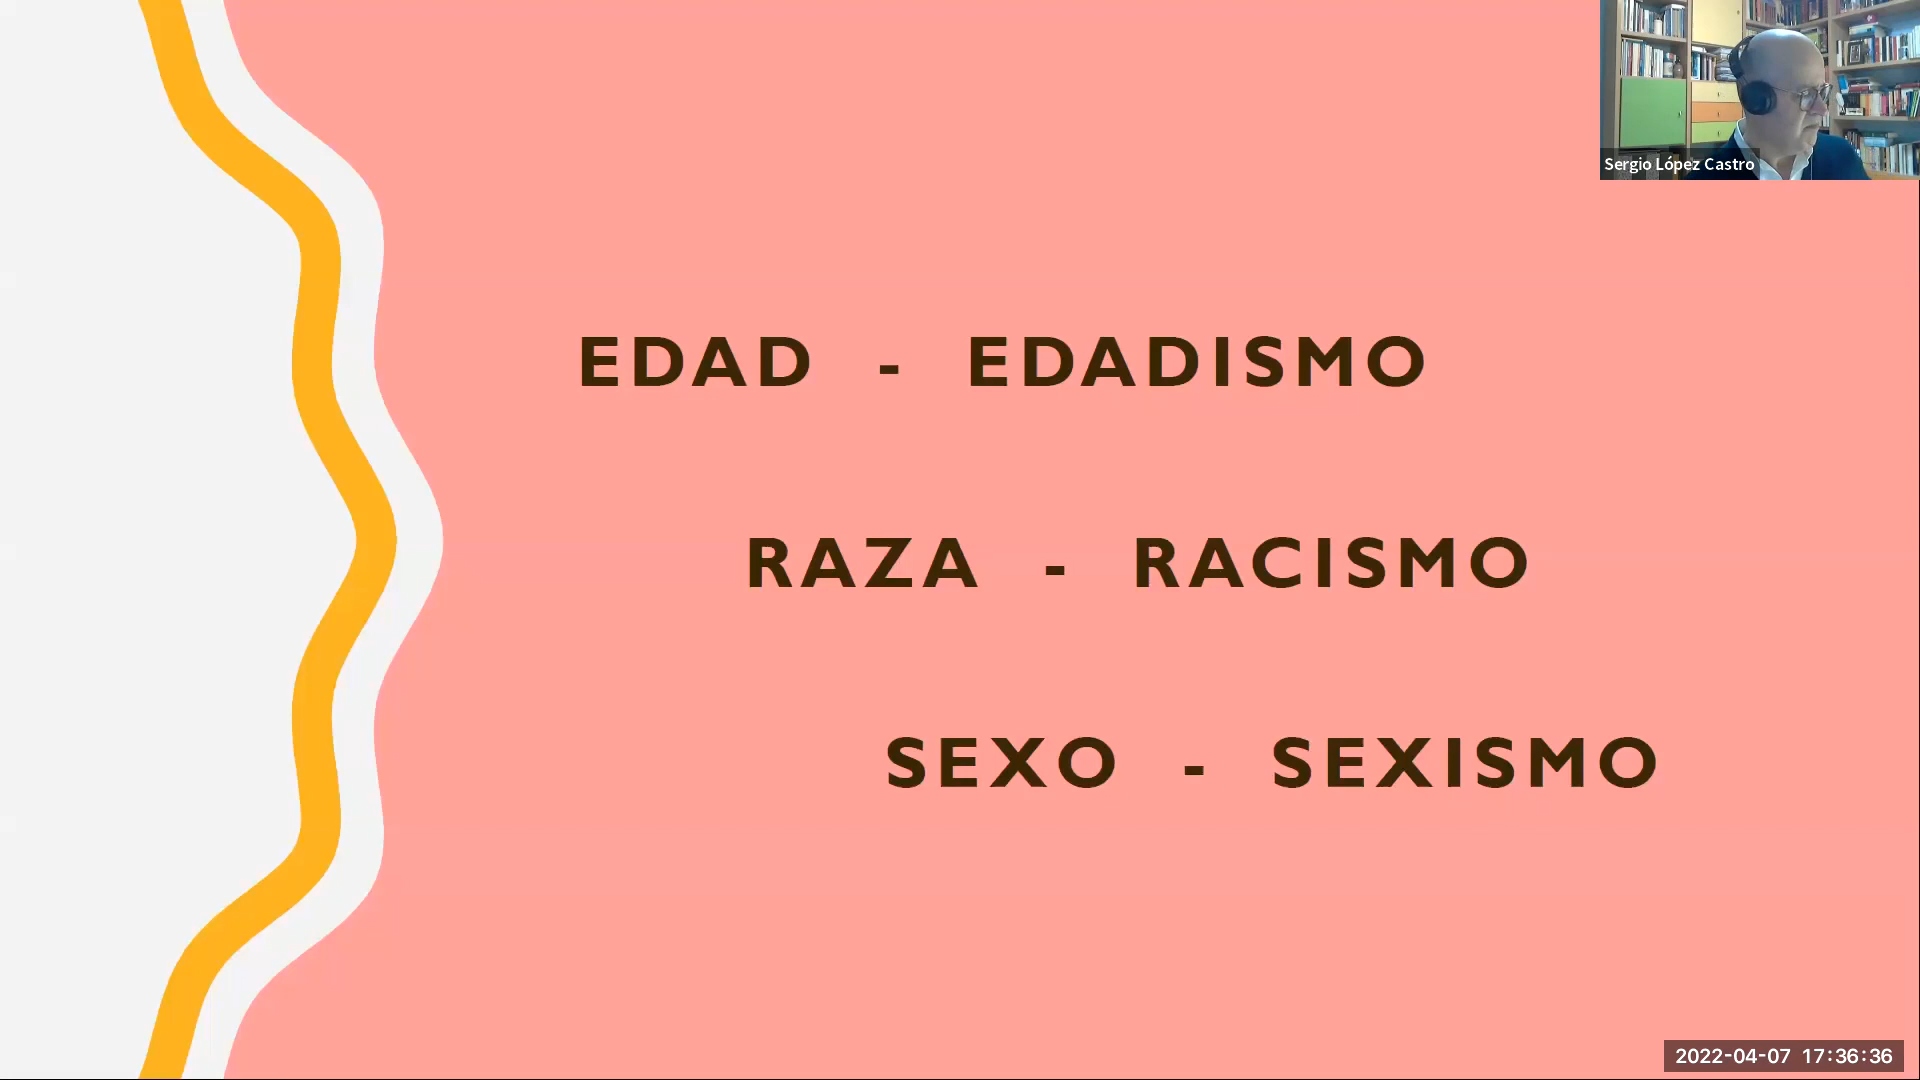 Sergio López Castro
EDAD - EDADISMO
RAZA - RACISMO
SEXO - SEXISMO
2022-04-07 17:36:36